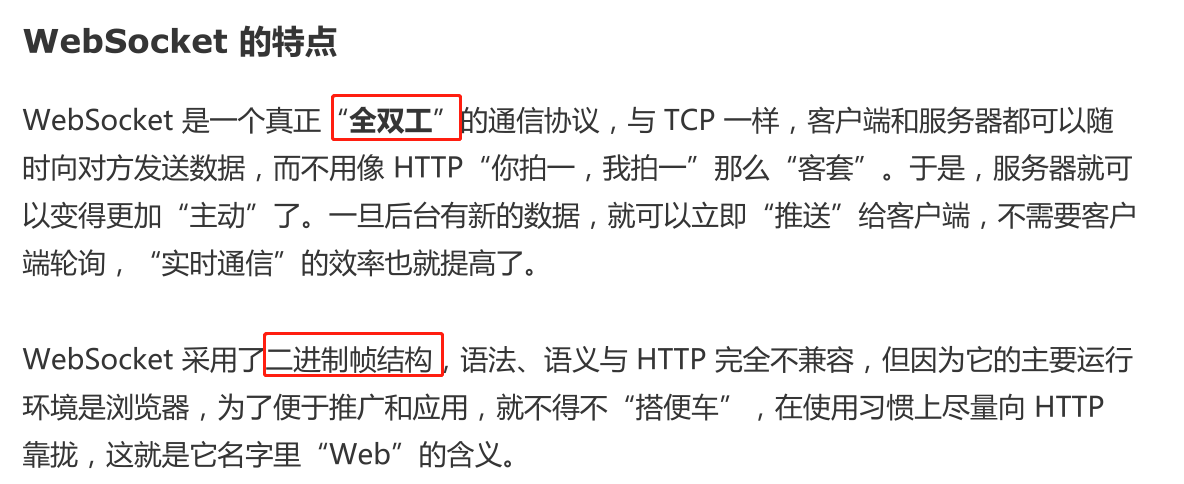 WebSocket 的特点
WebSocket 是一个真正“全双工”的通信协议，与 TCP 一样，客户端和服务器都可以随
时向对方发送数据，而不用像 HTTP“你拍一，我拍一”那么“客套”。于是，服务器就可
以变得更加“主动”了。一旦后台有新的数据，就可以立即“推送”给客户端，不需要客户
端轮询，“实时通信”的效率也就提高了。
WebSocket 采用了二进制帧结构，语法、语义与 HTTP 完全不兼容，但因为它的主要运行
环境是浏览器，为了便于推广和应用，就不得不“搭便车”，在使用习惯上尽量向 HTTP
靠拢，这就是它名字里“Web”的含义。